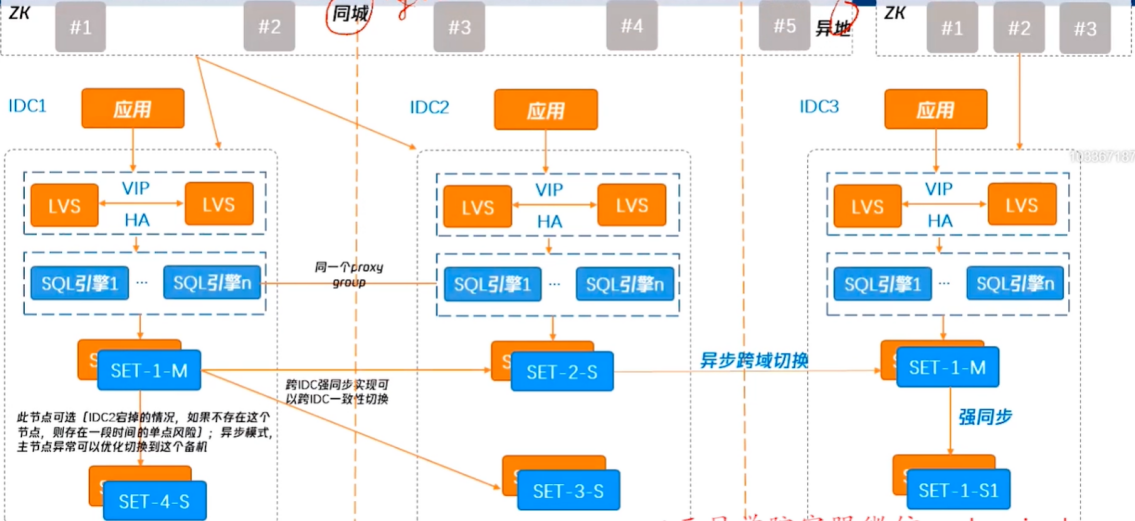 ZK
#1
#2
同城
#3
#4
#5
异地
ZK
#1
#2
#3
IDC1
应用
IDC2
应用
IDC3
应用
VIP
LVS
LVS
HA
VIP
LVS
LVS
HA
VIP
LVS
LVS
HA
SQL引擎1
...
SQL引擎n
同一个proxy
group
SQL引擎1
...
SQL引擎n
SQL引擎1
...
SQL引擎n
S
SET-1-M
S
SET-2-S
异步跨域切换
SET-1-M
跨IDC强同步实现可
以跨IDC一致性切换
此节点可选（IDC2宕掉的情况，如果不存在这个
节点，则存在一段时间的单点风险）；异步模式，
主节点异常可以优化切换到这个备机
强同步
SET-4-S
S
SET-3-S
S
SET-1-S1